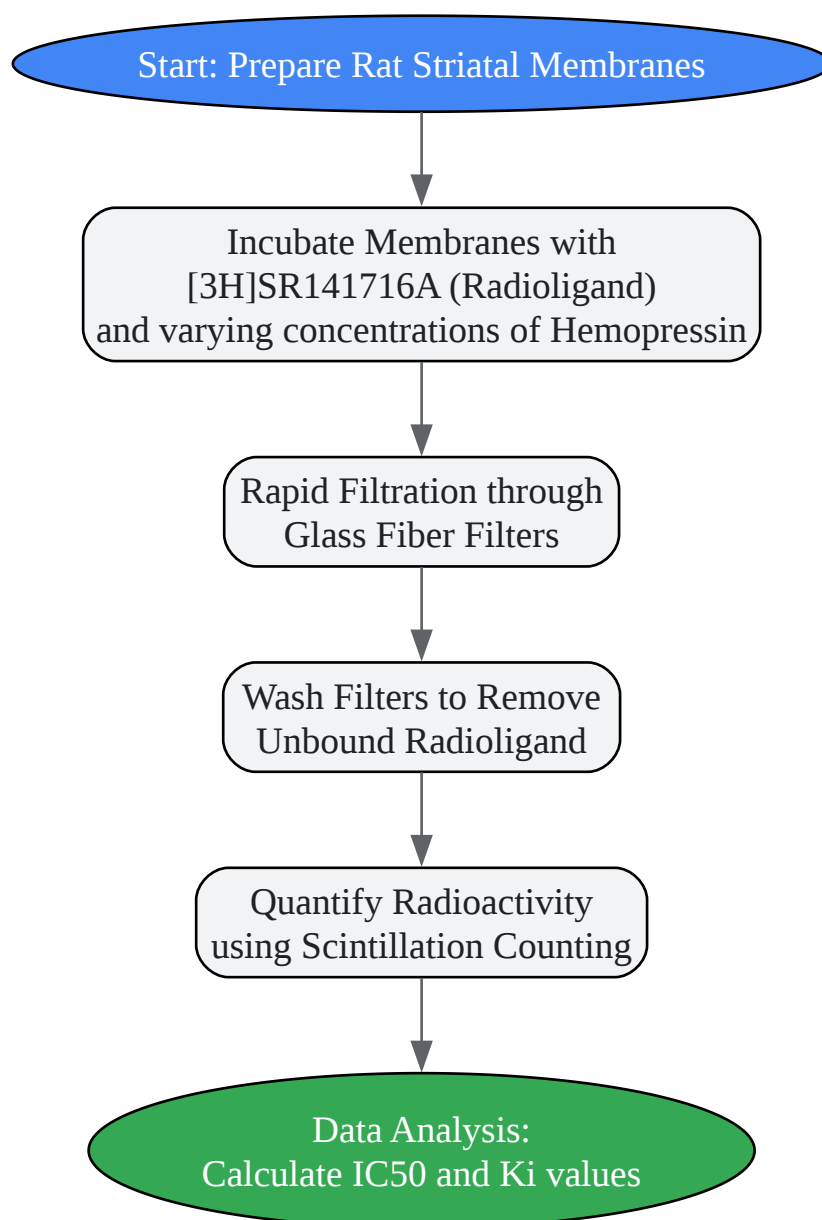 Start: Prepare Rat Striatal Membranes
Incubate Membranes with
[3H]SR141716A (Radioligand)
and varying concentrations of Hemopressin
Rapid Filtration through
Glass Fiber Filters
Wash Filters to Remove
Unbound Radioligand
Quantify Radioactivity
using Scintillation Counting
Data Analysis:
Calculate IC50 and Ki values